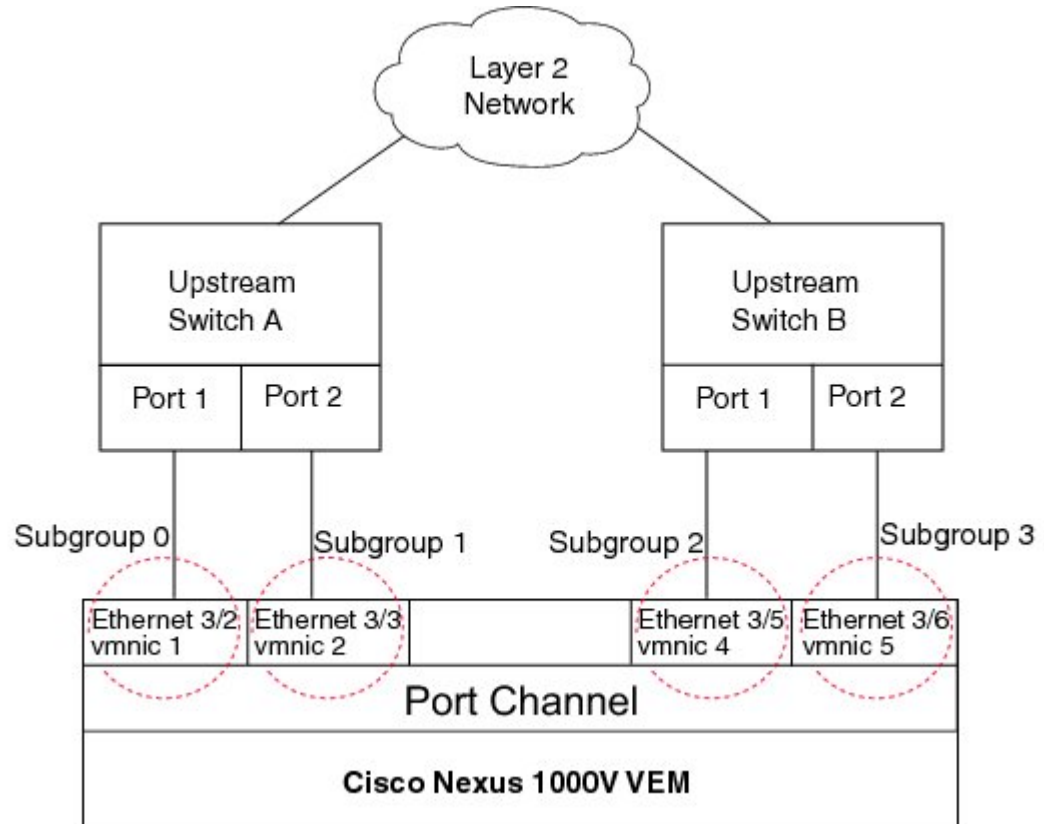 Layer 2
Network
Upstream
Switch A
Upstream
Switch B
Port 1
Port 2
Port 1
Port 2
Subgroup 0
Subgroup 1
Subgroup 2
Subgroup 3
Ethernet 3/2
vmnic 1
Ethernet 3/3
vmnic 2
Ethernet 3/5
vmnic 4
Ethernet 3/6
vmnic 5
Port Channel
Cisco Nexus 1000V VEM